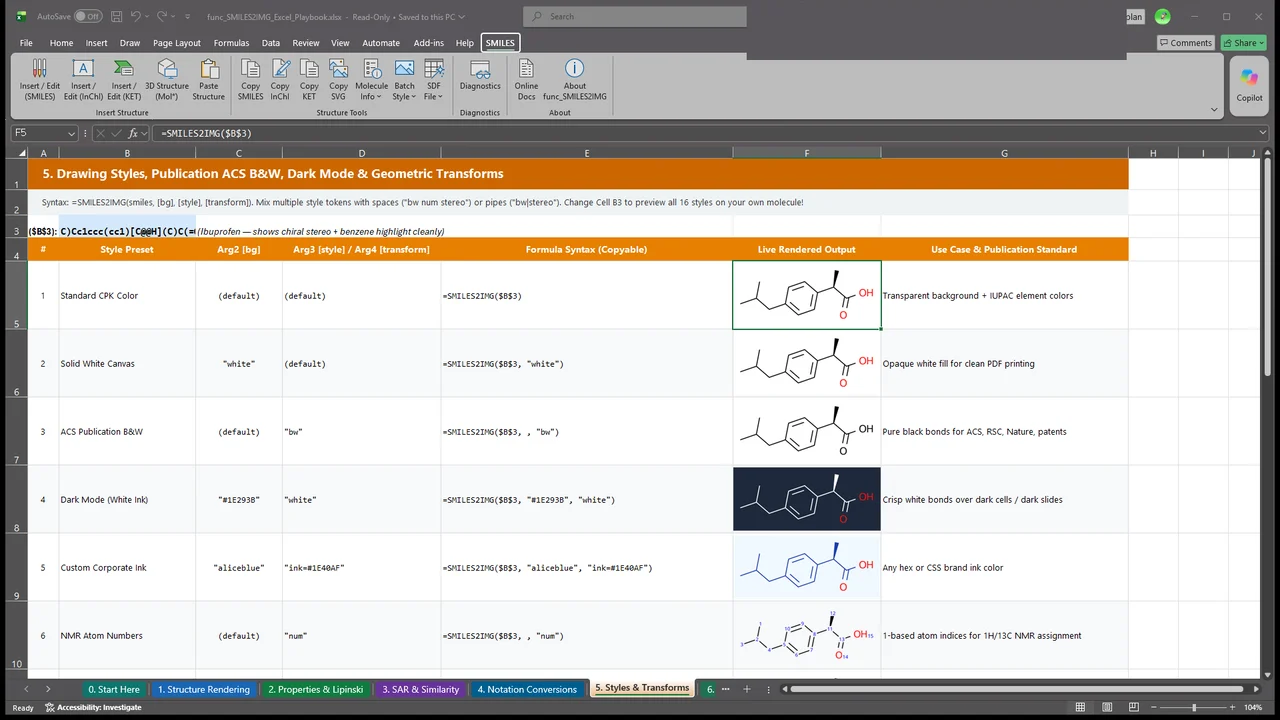 AutoSave Off func_SMILES2IMG_Excel_Playbook.xlsx - Read-Only • Saved to this PC Search
File Home Insert Draw Page Layout Formulas Data Review View Automate Add-ins Help SMILES Comments Share
Insert / Edit (SMILES) Insert / Edit (InChI) Insert / Edit (KET) 3D Structure (Mol*) Paste Structure Copy SMILES Copy InChI Copy KET Copy SVG Molecule Info Batch Style SDF File Diagnostics Online Docs About func_SMILES2IMG Copilot
Insert Structure Structure Tools Diagnostics About
F5 fx =SMILES2IMG($B$3)
A B C D E F G H I J
1 5. Drawing Styles, Publication ACS B&W, Dark Mode & Geometric Transforms
2 Syntax: =SMILES2IMG(smiles, [bg], [style], [transform]). Mix multiple style tokens with spaces ("bw num stereo") or pipes ("bw|stereo"). Change Cell B3 to preview all 16 styles on your own molecule!
3 ($B$3): C)Cc1ccc(cc1)[C@@H](C)C(= (Ibuprofen — shows chiral stereo + benzene highlight cleanly)
4 # Style Preset Arg2 [bg] Arg3 [style] / Arg4 [transform] Formula Syntax (Copyable) Live Rendered Output Use Case & Publication Standard
5 1 Standard CPK Color (default) (default) =SMILES2IMG($B$3) OH O Transparent background + IUPAC element colors
6 2 Solid White Canvas "white" (default) =SMILES2IMG($B$3, "white") OH O Opaque white fill for clean PDF printing
7 3 ACS Publication B&W (default) "bw" =SMILES2IMG($B$3, , "bw") OH O Pure black bonds for ACS, RSC, Nature, patents
8 4 Dark Mode (White Ink) "#1E293B" "white" =SMILES2IMG($B$3, "#1E293B", "white") OH O Crisp white bonds over dark cells / dark slides
9 5 Custom Corporate Ink "aliceblue" "ink=#1E40AF" =SMILES2IMG($B$3, "aliceblue", "ink=#1E40AF") OH O Any hex or CSS brand ink color
10 6 NMR Atom Numbers (default) "num" =SMILES2IMG($B$3, , "num") OH15 O14 1-based atom indices for 1H/13C NMR assignment
0. Start Here 1. Structure Rendering 2. Properties & Lipinski 3. SAR & Similarity 4. Notation Conversions 5. Styles & Transforms 6.
Ready Accessibility: Investigate 104%